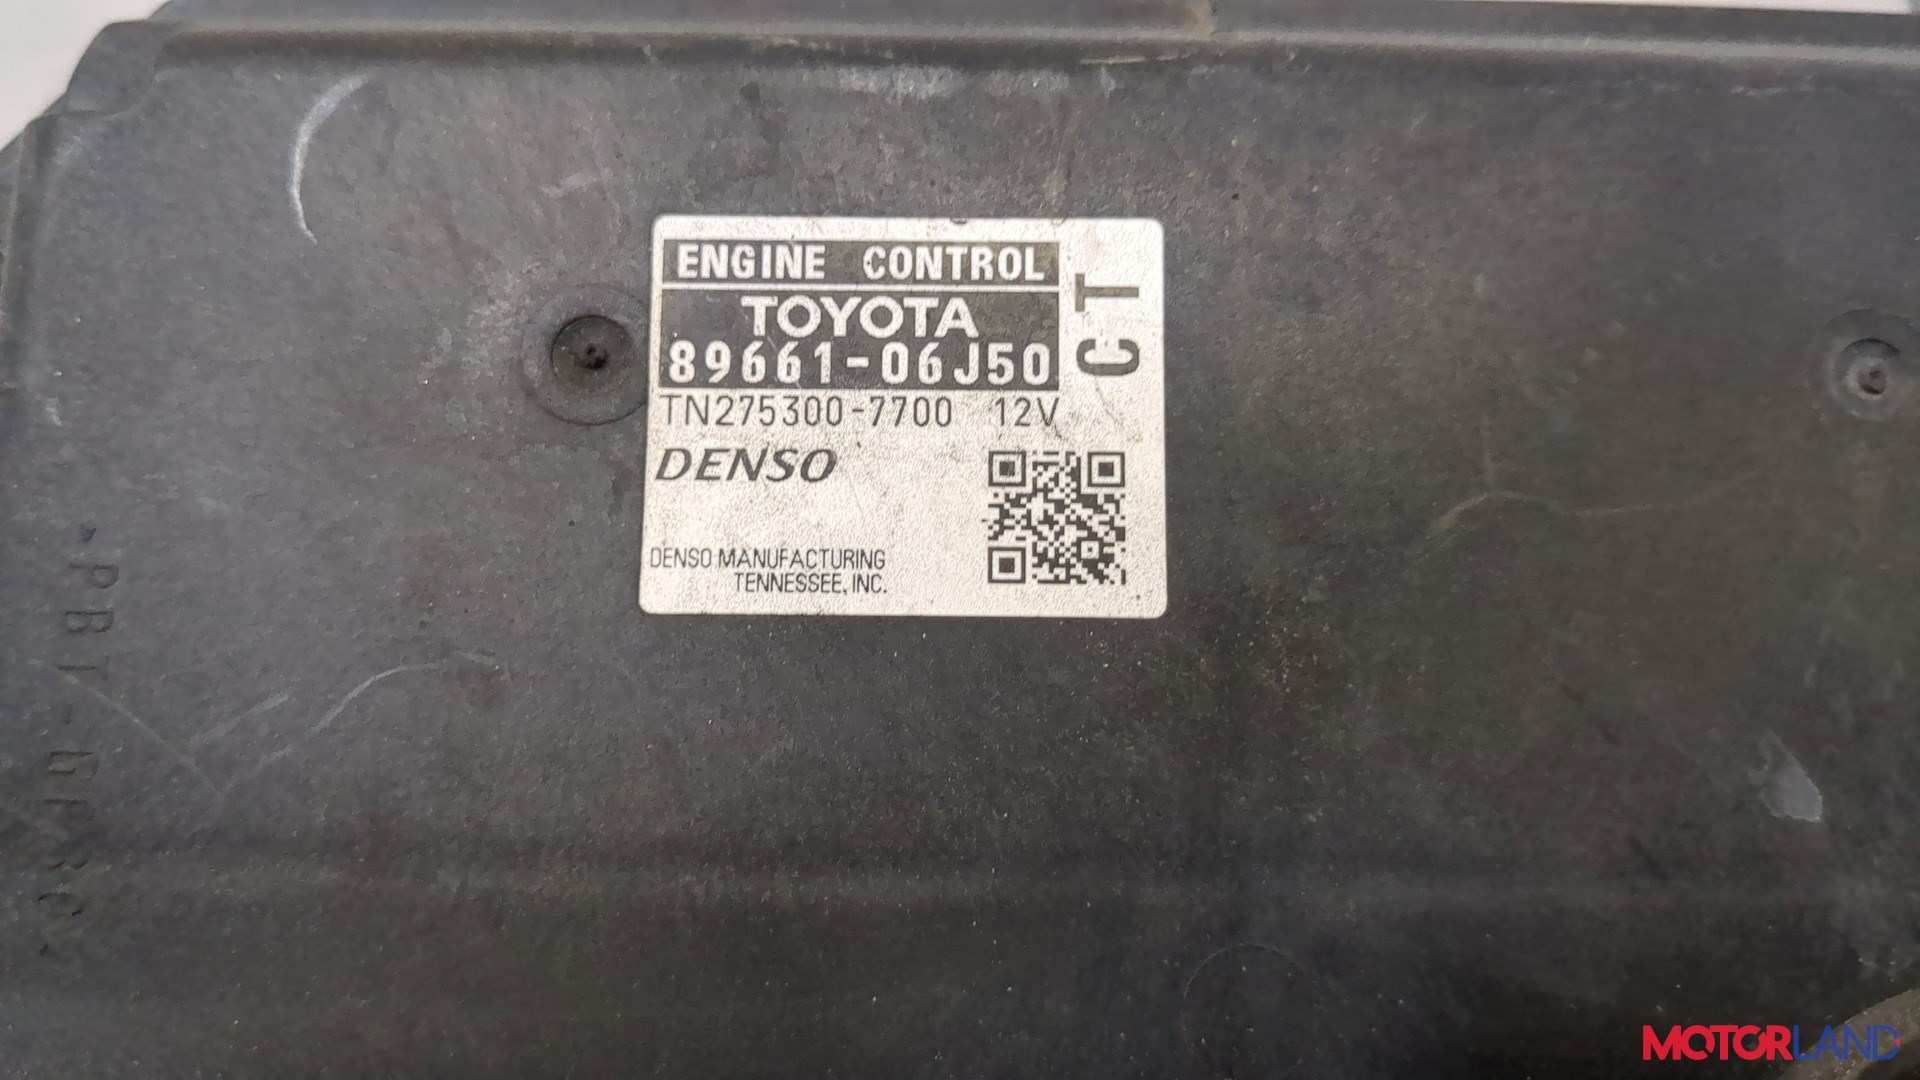 ENGINE CONTROL
TOYOTA
89661-06J50
CT
TN275300-7700 12V
DENSO
DENSO MANUFACTURING
TENNESSEE, INC.
MOTORLAND